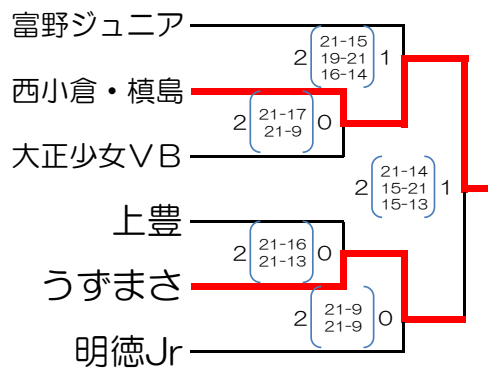 富野ジュニア
2 21-15 1
19-21
16-14
西小倉・槙島
2 21-17 0
21-9
大正少女VB
2 21-14 1
15-21
15-13
上豊
2 21-16 0
21-13
うずまさ
2 21-9 0
21-9
明徳Jr